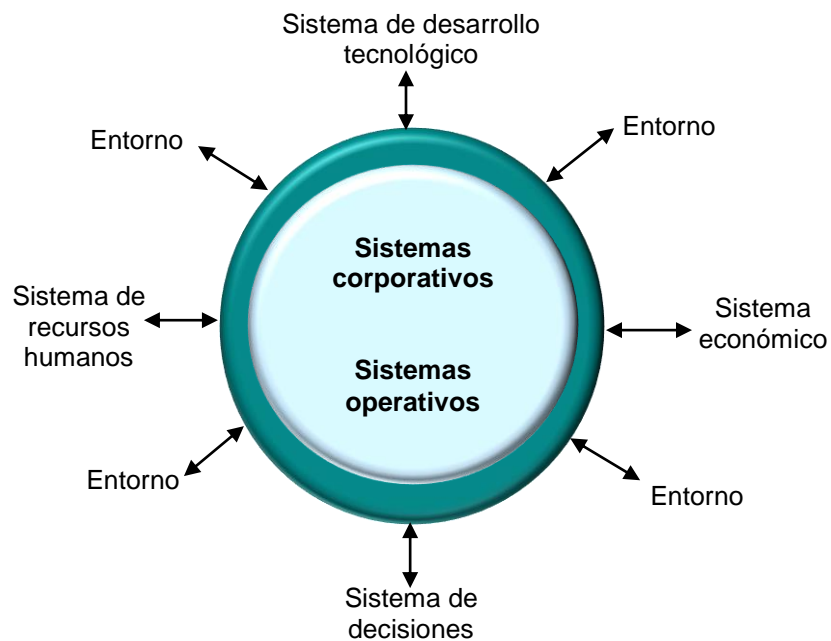 Sistema de desarrollo
tecnológico
Entorno
Entorno
Sistemas
corporativos
Sistema de
recursos
humanos
Sistema
económico
Sistemas
operativos
Entorno
Entorno
Sistema de
decisiones